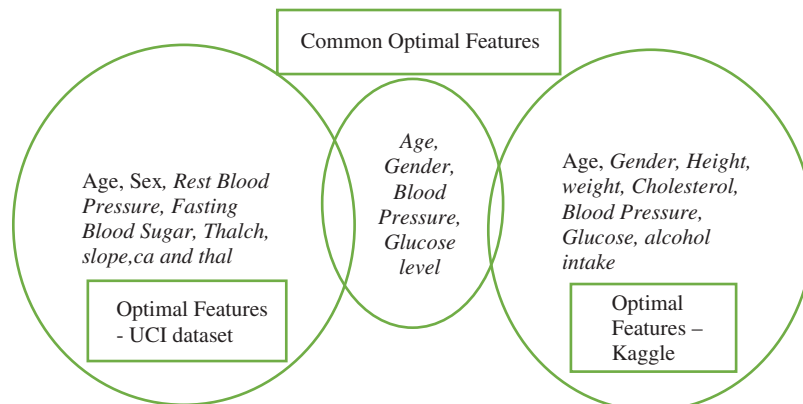 Common Optimal Features
Age, Sex, Rest Blood
Pressure, Fasting
Blood Sugar, Thalch,
slope,ca and thal
Optimal Features
- UCI dataset
Age,
Gender,
Blood
Pressure,
Glucose
level
Age, Gender, Height,
weight, Cholesterol,
Blood Pressure,
Glucose, alcohol
intake
Optimal
Features –
Kaggle